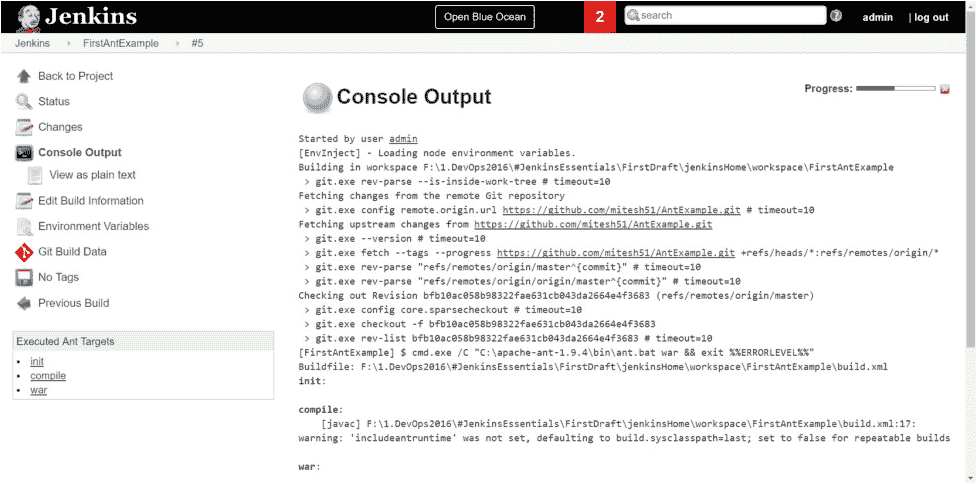 Jenkins
Open Blue Ocean
2
search
admin
| log out
Jenkins
FirstAntExample
#5
Back to Project
Status
Changes
Console Output
View as plain text
Edit Build Information
Environment Variables
Git Build Data
No Tags
Previous Build
Executed Ant Targets
init
compile
war
Console Output
Progress:
Started by user admin
[EnvInject] - Loading node environment variables.
Building in workspace F:\1.DevOps2016\#JenkinsEssentials\FirstDraft\jenkinsHome\workspace\FirstAntExample
> git.exe rev-parse --is-inside-work-tree # timeout=10
Fetching changes from the remote Git repository
> git.exe config remote.origin.url https://github.com/mitesh51/AntExample.git # timeout=10
Fetching upstream changes from https://github.com/mitesh51/AntExample.git
> git.exe --version # timeout=10
> git.exe fetch --tags --progress https://github.com/mitesh51/AntExample.git +refs/heads/*:refs/remotes/origin/*
> git.exe rev-parse "refs/remotes/origin/master^{commit}" # timeout=10
> git.exe rev-parse "refs/remotes/origin/origin/master^{commit}" # timeout=10
Checking out Revision bfb10ac058b98322fae631cb043da2664e4f3683 (refs/remotes/origin/master)
> git.exe config core.sparsecheckout # timeout=10
> git.exe checkout -f bfb10ac058b98322fae631cb043da2664e4f3683
> git.exe rev-list bfb10ac058b98322fae631cb043da2664e4f3683 # timeout=10
[FirstAntExample] $ cmd.exe /C "C:\apache-ant-1.9.4\bin\ant.bat war && exit %%ERRORLEVEL%%"
Buildfile: F:\1.DevOps2016\#JenkinsEssentials\FirstDraft\jenkinsHome\workspace\FirstAntExample\build.xml
init:
compile:
[javac] F:\1.DevOps2016\#JenkinsEssentials\FirstDraft\jenkinsHome\workspace\FirstAntExample\build.xml:17:
warning: 'includeantruntime' was not set, defaulting to build.sysclasspath=last; set to false for repeatable builds
war: